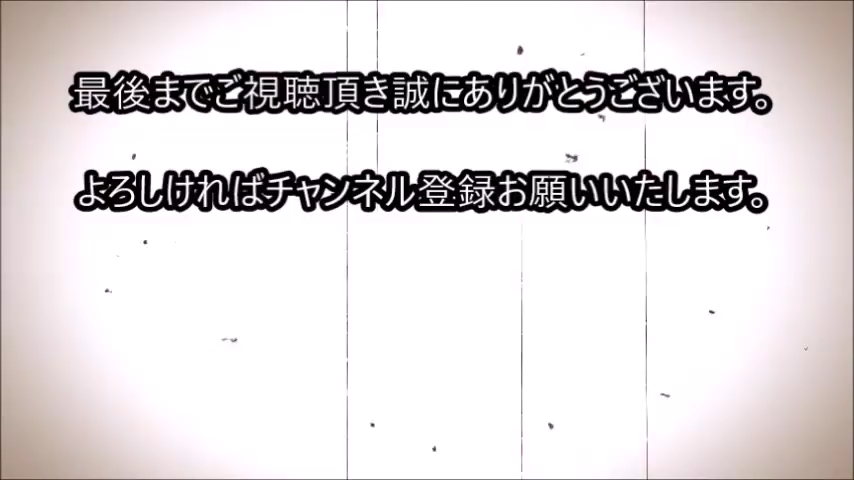 最後までご視聴頂き誠にありがとうございます。
よろしければチャンネル登録お願いいたします。